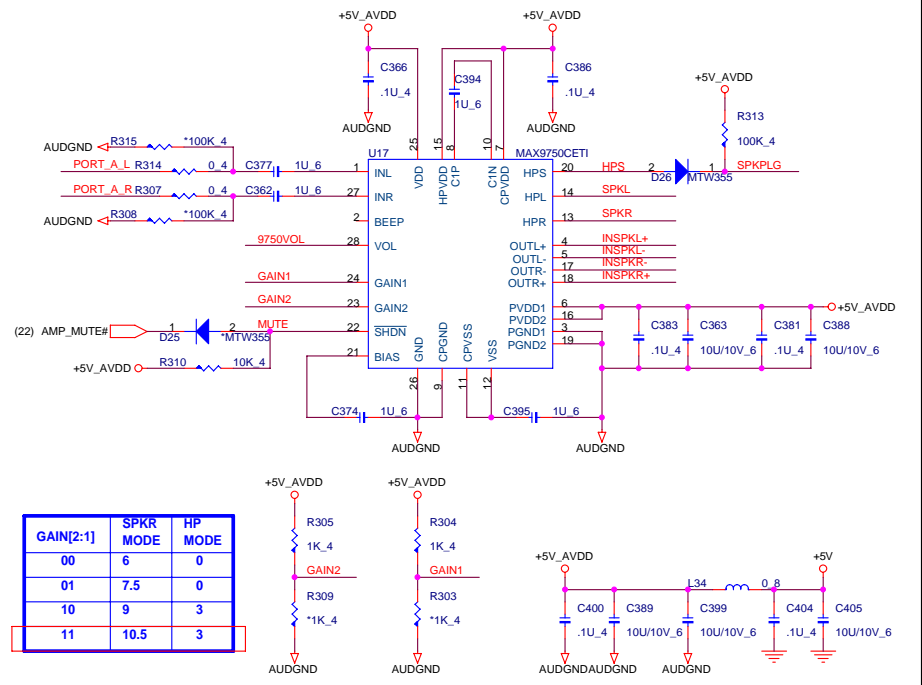 +5V_AVDD
+5V_AVDD
C366
.1U_4
C394
1U_6
C386
.1U_4
+5V_AVDD
AUDGND
AUDGND
R313
100K_4
AUDGND
R315
*100K_4
PORT_A_L
R314
0_4
C377
1U_6
PORT_A_R
R307
0_4
C362
1U_6
AUDGND
R308
*100K_4
U17
MAX9750CETI
25
15
8
10
7
VDD
HPVDD
C1P
C1N
CPVDD
1
INL
27
INR
2
BEEP
9750VOL
28
VOL
GAIN1
24
GAIN1
GAIN2
23
GAIN2
MUTE
22
SHDN
21
BIAS
HPS
20
HPS
2
D26
MTW355
1
SPKPLG
HPL
14
SPKL
HPR
13
SPKR
OUTL+
4
INSPKL+
OUTL-
5
INSPKL-
OUTR-
17
INSPKR-
OUTR+
18
INSPKR+
PVDD1
6
PVDD2
16
PGND1
3
PGND2
19
+5V_AVDD
C383
.1U_4
C363
10U/10V_6
C381
.1U_4
C388
10U/10V_6
(22)
AMP_MUTE#
1
D25
2
*MTW355
+5V_AVDD
R310
10K_4
GND
CPGND
CPVSS
VSS
26
9
11
12
C374
1U_6
C395
1U_6
AUDGND
AUDGND
GAIN[2:1]
SPKR MODE
HP MODE
00
6
0
01
7.5
0
10
9
3
11
10.5
3
+5V_AVDD
R305
1K_4
GAIN2
R309
*1K_4
AUDGND
+5V_AVDD
R304
1K_4
GAIN1
R303
*1K_4
AUDGND
+5V_AVDD
L34
0_8
+5V
C400
.1U_4
C389
10U/10V_6
C399
10U/10V_6
C404
.1U_4
C405
10U/10V_6
AUDGND
AUDGND
AUDGND